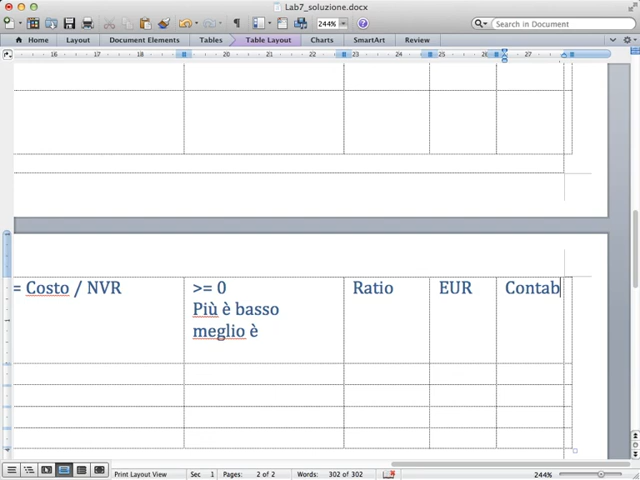 Lab7_soluzione.docx
244%
Search in Document
Home Layout Document Elements Tables Table Layout Charts SmartArt Review
16 17 18 20 21 22 23 24 25 26 27
= Costo / NVR
>= 0
Più è basso
meglio è
Ratio
EUR
Contab
Print Layout View Sec 1 Pages: 2 of 2 Words: 302 of 302 244%